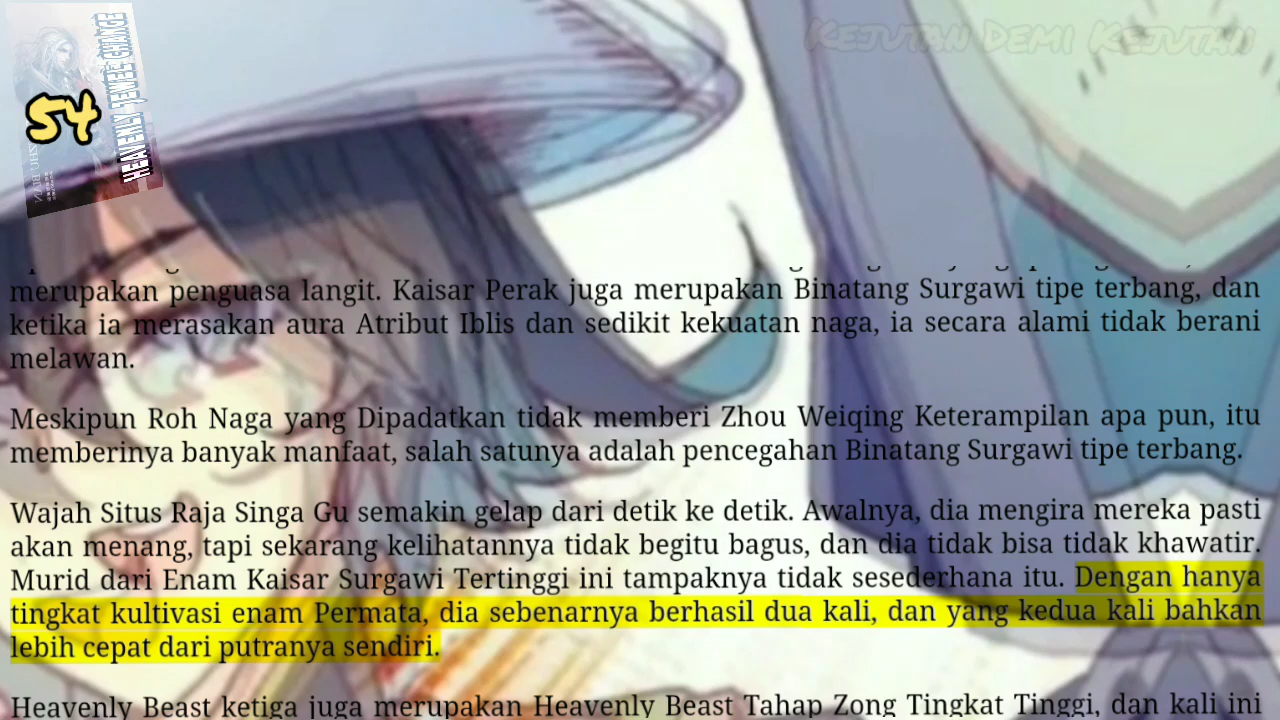 Kejutan Demi Kejutan
HEAVENLY JEWEL CHANGE
54
merupakan penguasa langit. Kaisar Perak juga merupakan Binatang Surgawi tipe terbang, dan
ketika ia merasakan aura Atribut Iblis dan sedikit kekuatan naga, ia secara alami tidak berani
melawan.
Meskipun Roh Naga yang Dipadatkan tidak memberi Zhou Weiqing Keterampilan apa pun, itu
memberinya banyak manfaat, salah satunya adalah pencegahan Binatang Surgawi tipe terbang.
Wajah Situs Raja Singa Gu semakin gelap dari detik ke detik. Awalnya, dia mengira mereka pasti
akan menang, tapi sekarang kelihatannya tidak begitu bagus, dan dia tidak bisa tidak khawatir.
Murid dari Enam Kaisar Surgawi Tertinggi ini tampaknya tidak sesederhana itu. Dengan hanya
tingkat kultivasi enam Permata, dia sebenarnya berhasil dua kali, dan yang kedua kali bahkan
lebih cepat dari putranya sendiri.
Heavenly Beast ketiga juga merupakan Heavenly Beast Tahap Zong Tingkat Tinggi, dan kali ini